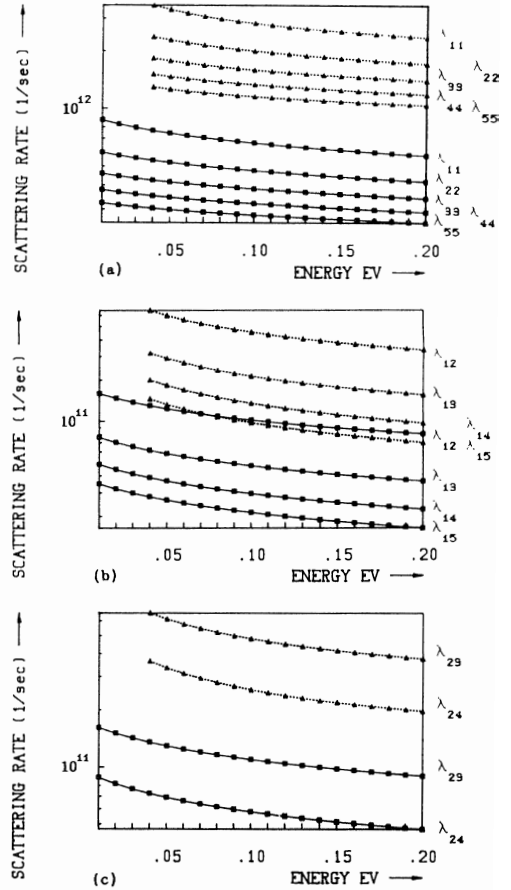 SCATTERING RATE (1/sec)
10^12
λ11
λ22
λ99
λ44 λ55
λ11
λ22
λ99 λ44
λ55
.05 .10 .15 .20
(a) ENERGY EV
SCATTERING RATE (1/sec)
10^11
λ12
λ19
λ14
λ12 λ15
λ13
λ14
λ15
.05 .10 .15 .20
(b) ENERGY EV
SCATTERING RATE (1/sec)
10^11
λ29
λ24
λ29
λ24
.05 .10 .15 .20
(c) ENERGY EV